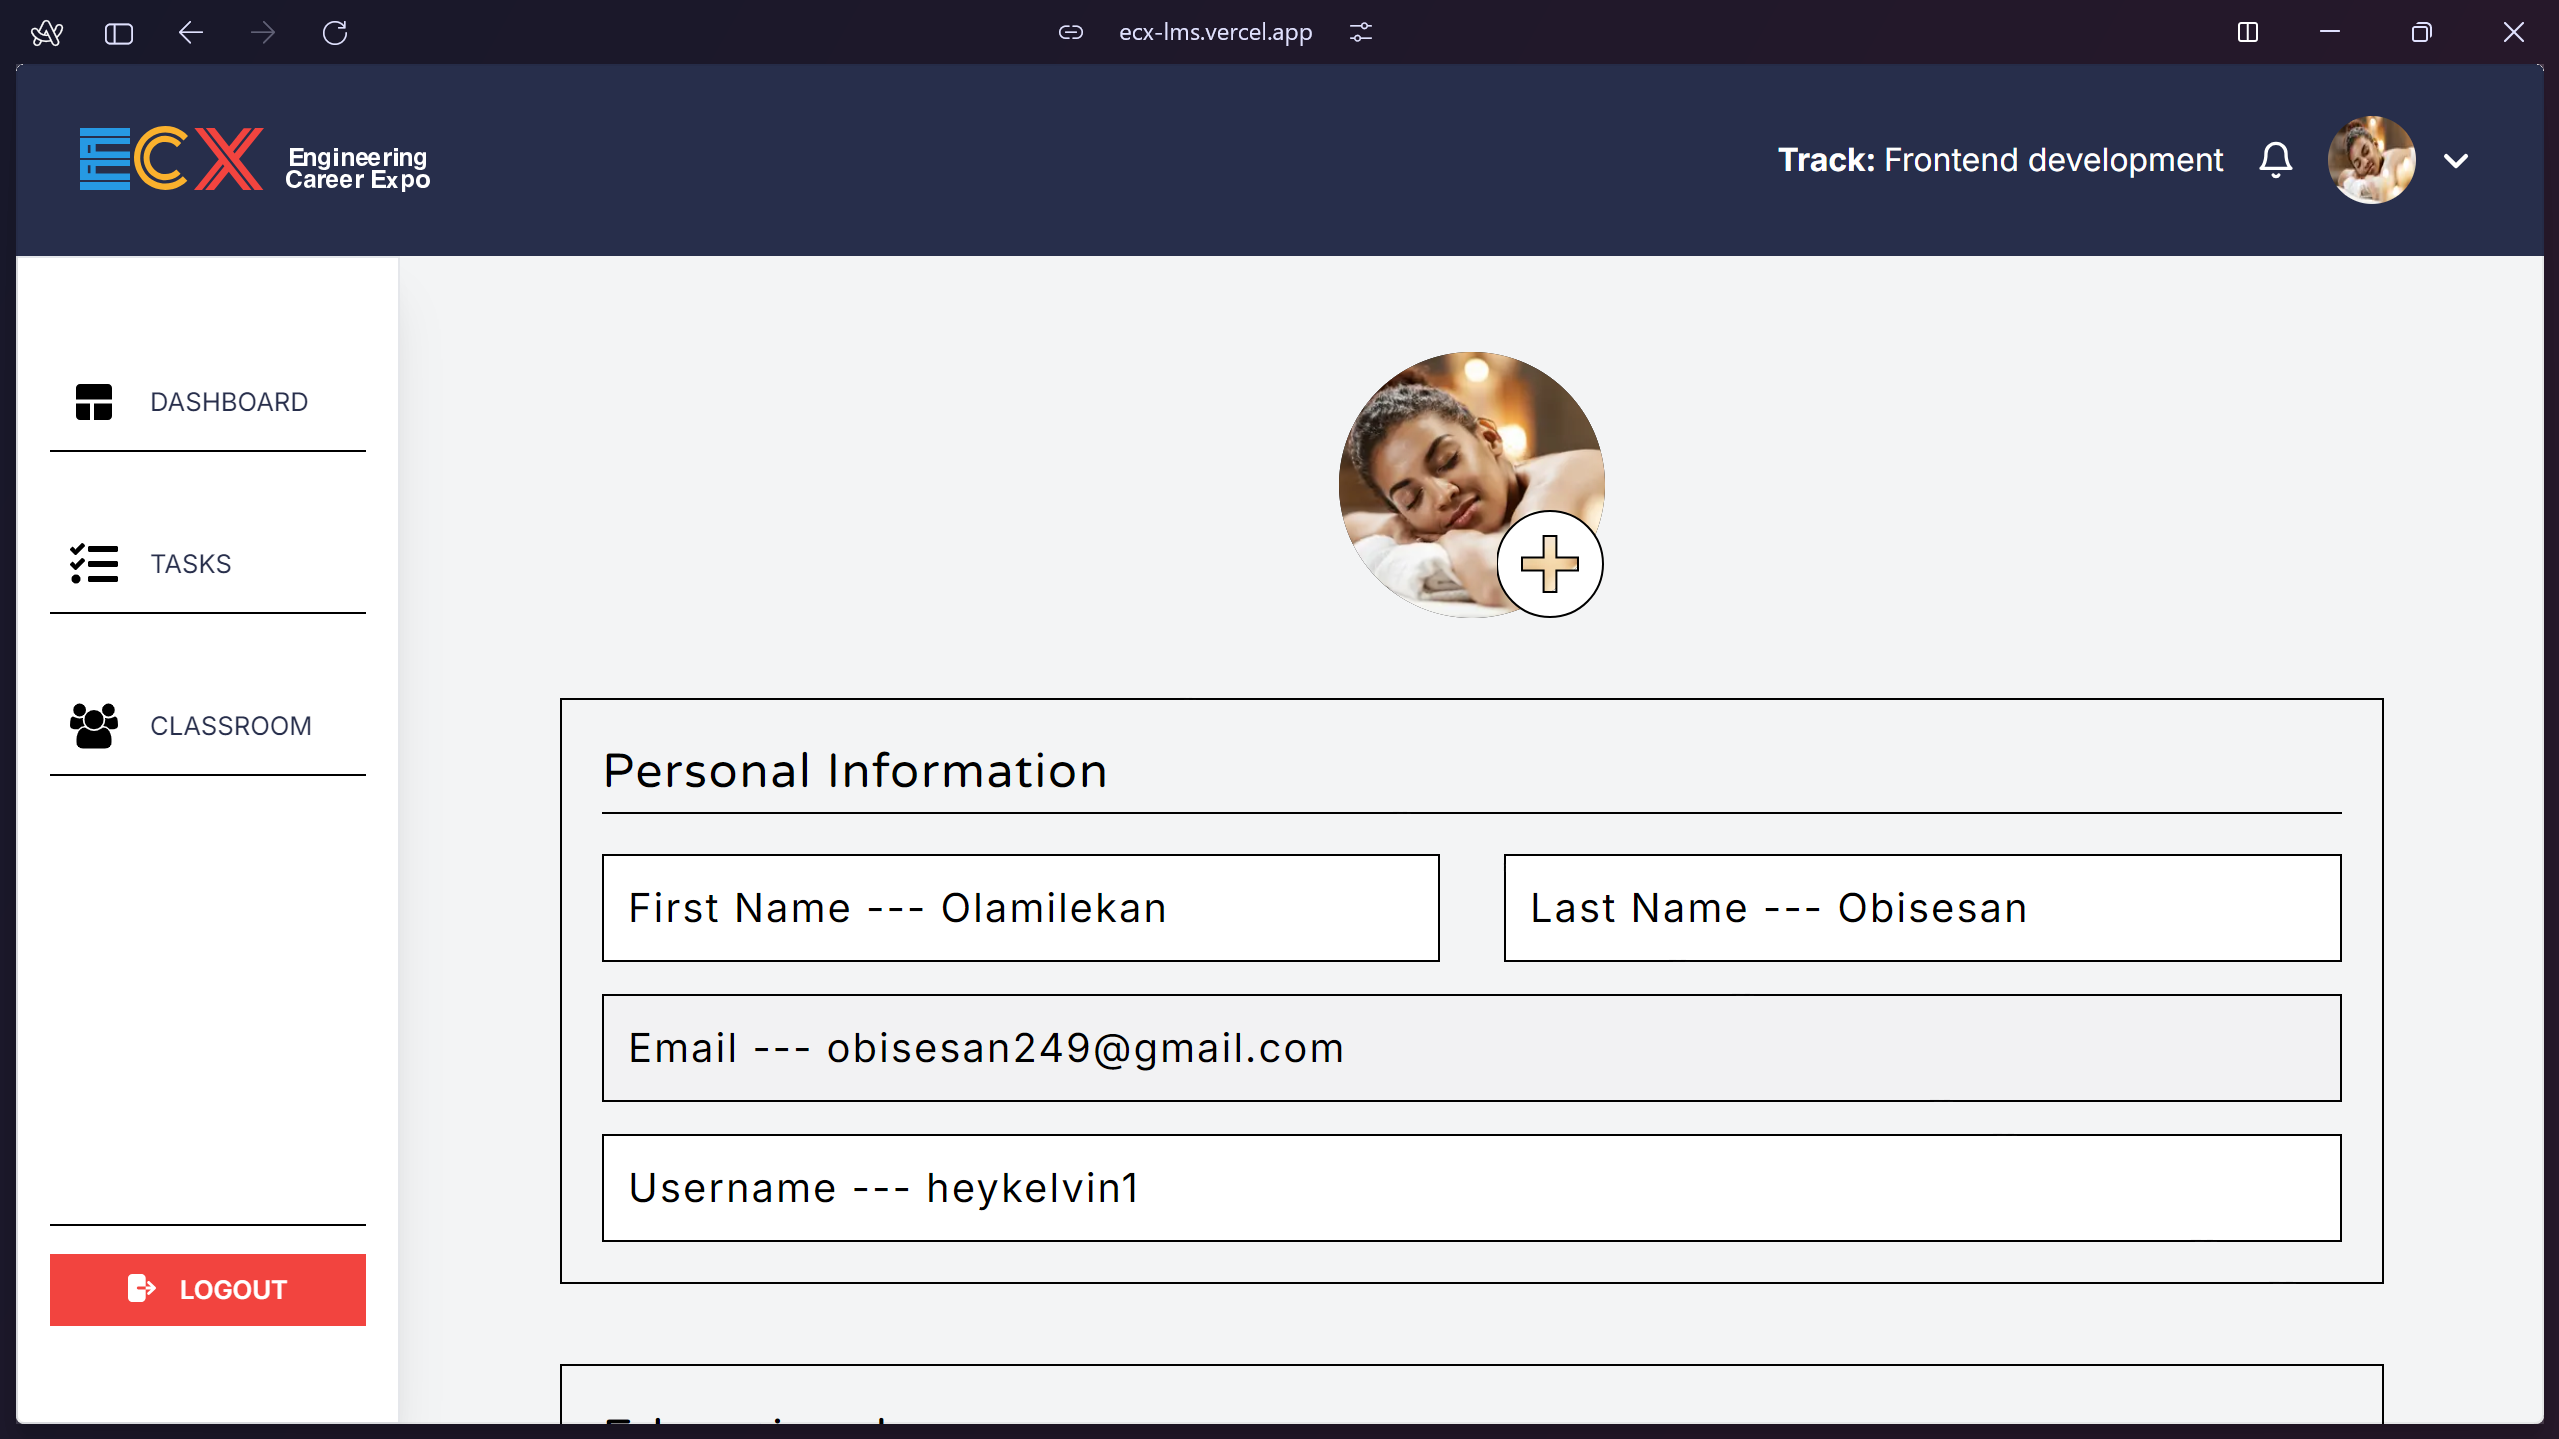 ecx-lms.vercel.app
ECX Engineering
Career Expo
Track: Frontend development
DASHBOARD
TASKS
CLASSROOM
LOGOUT
Personal Information
First Name --- Olamilekan
Last Name --- Obisesan
Email --- obisesan249@gmail.com
Username --- heykelvin1